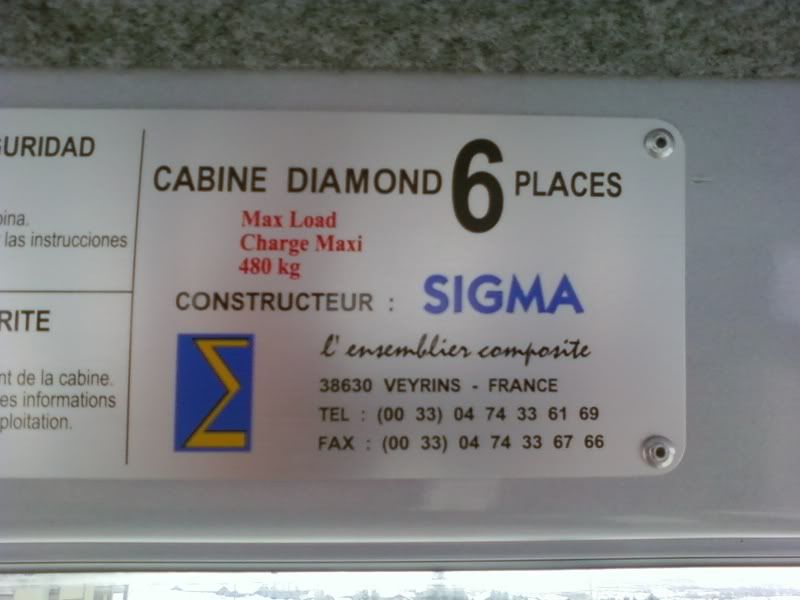 GURIDAD
las instrucciones
RITE
nt de la cabine.
es informations
ploitation.
CABINE DIAMOND 6 PLACES
Max Load
Charge Maxi
480 kg
CONSTRUCTEUR : SIGMA
l'ensemblier composite
38630 VEYRINS - FRANCE
TEL : (00 33) 04 74 33 61 69
FAX : (00 33) 04 74 33 67 66